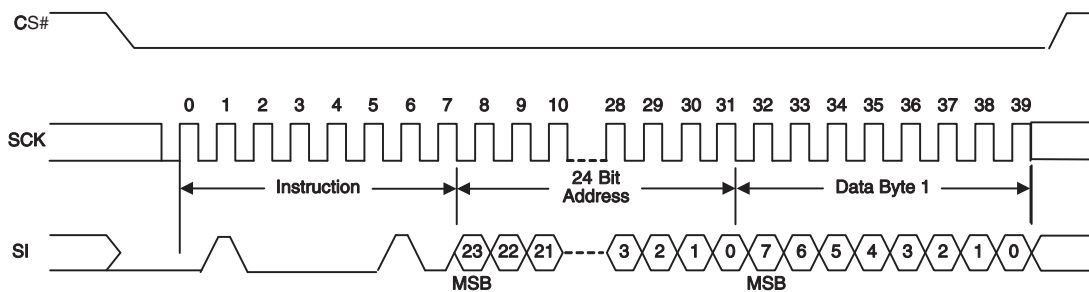 CS#
0 1 2 3 4 5 6 7 8 9 10 28 29 30 31 32 33 34 35 36 37 38 39
SCK
Instruction
24 Bit
Address
Data Byte 1
SI
23 22 21 3 2 1 0 7 6 5 4 3 2 1 0
MSB MSB